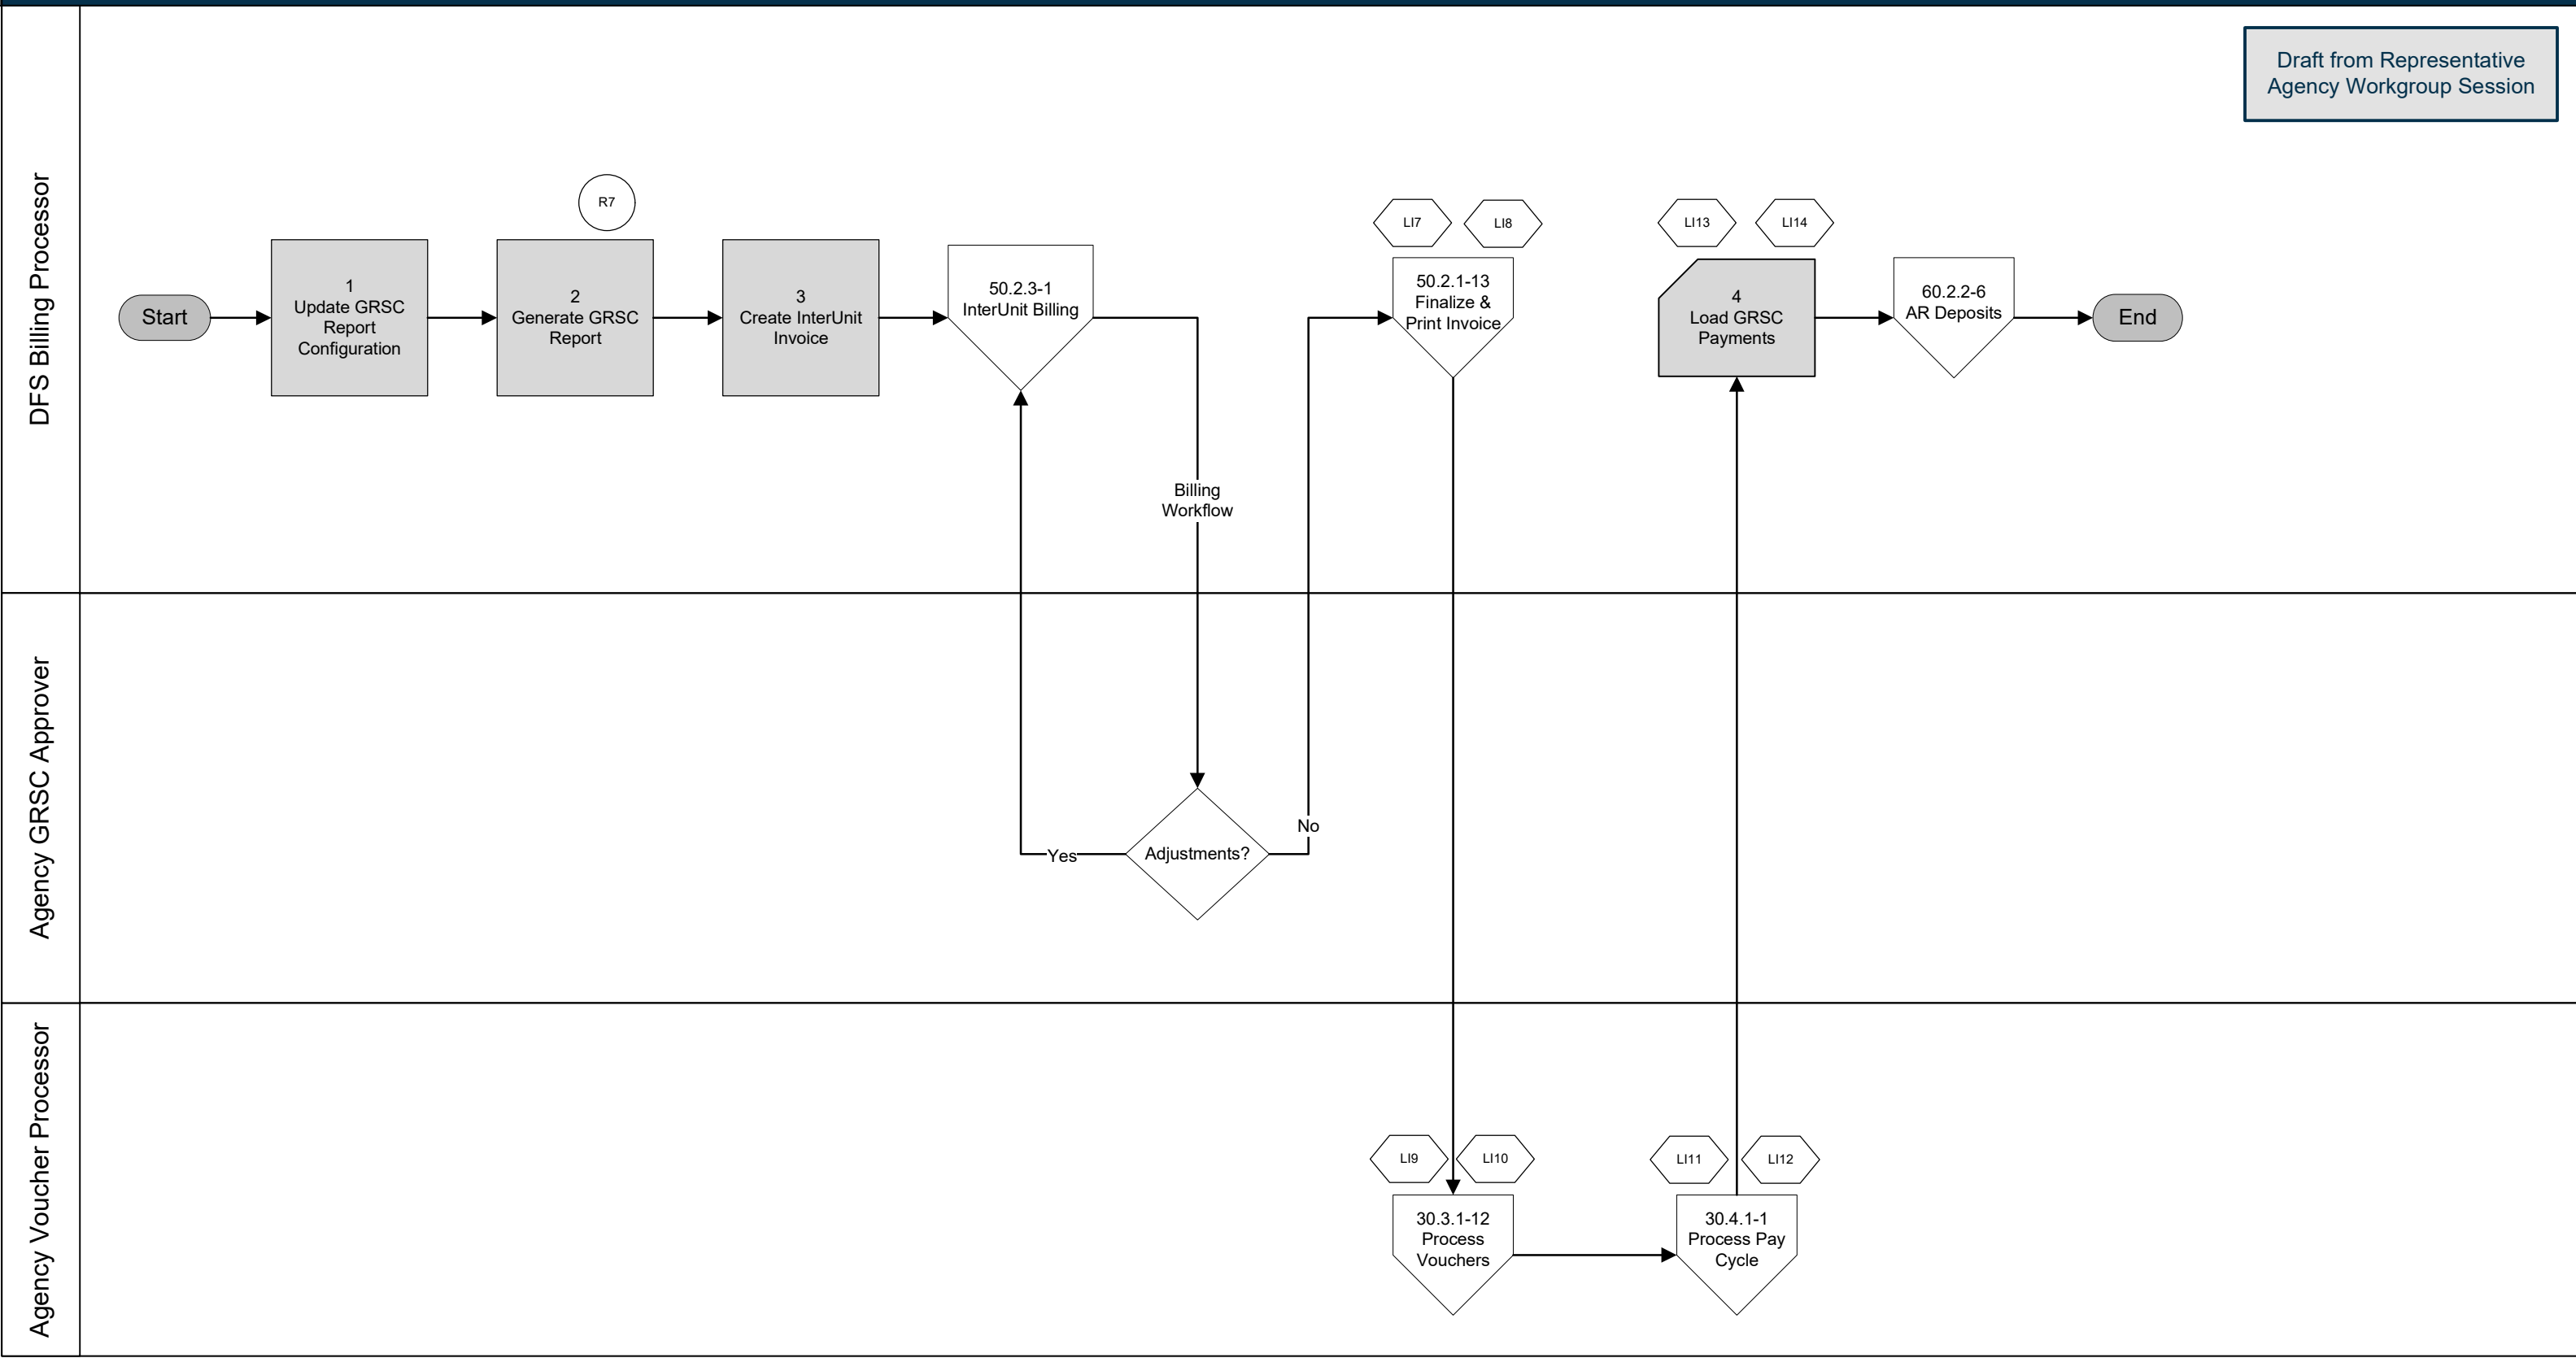 Draft from Representative
Agency Workgroup Session
DFS Billing Processor
R7
LI7
LI8
LI13
LI14
Start
1
Update GRSC
Report
Configuration
2
Generate GRSC
Report
3
Create InterUnit
Invoice
50.2.3-1
InterUnit Billing
50.2.1-13
Finalize &
Print Invoice
4
Load GRSC
Payments
60.2.2-6
AR Deposits
End
Billing
Workflow
Agency GRSC Approver
Yes
Adjustments?
No
Agency Voucher Processor
LI9
LI10
LI11
LI12
30.3.1-12
Process
Vouchers
30.4.1-1
Process Pay
Cycle